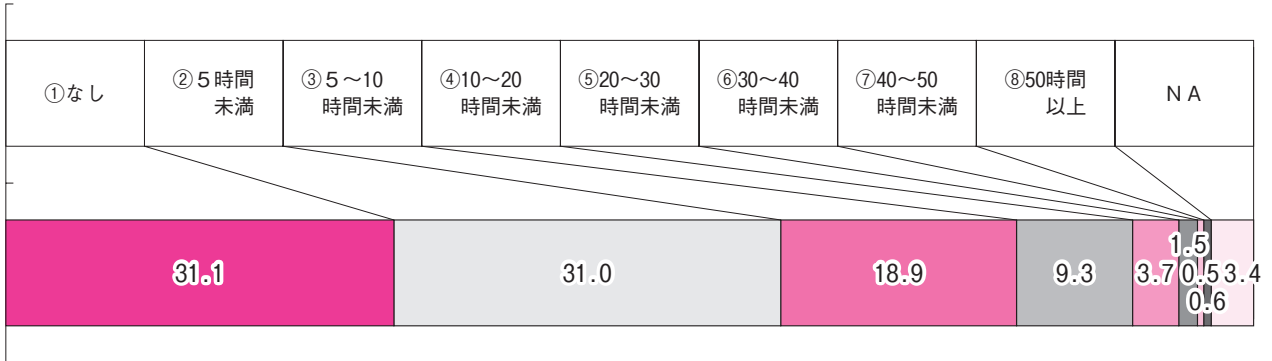 ①なし
②５時間
未満
③５～10
時間未満
④10～20
時間未満
⑤20～30
時間未満
⑥30～40
時間未満
⑦40～50
時間未満
⑧50時間
以上
ＮＡ
31.1
31.0
18.9
9.3
3.7
1.5
0.5
0.6
3.4